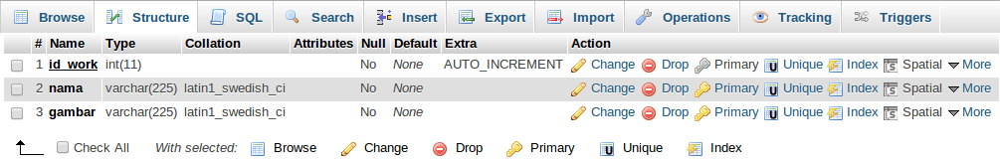 Browse Structure SQL Search Insert Export Import Operations Tracking Triggers
# Name Type Collation Attributes Null Default Extra Action
1 id_work int(11) No None AUTO_INCREMENT Change Drop Primary Unique Index Spatial More
2 nama varchar(225) latin1_swedish_ci No None Change Drop Primary Unique Index Spatial More
3 gambar varchar(225) latin1_swedish_ci No None Change Drop Primary Unique Index Spatial More
Check All With selected: Browse Change Drop Primary Unique Index